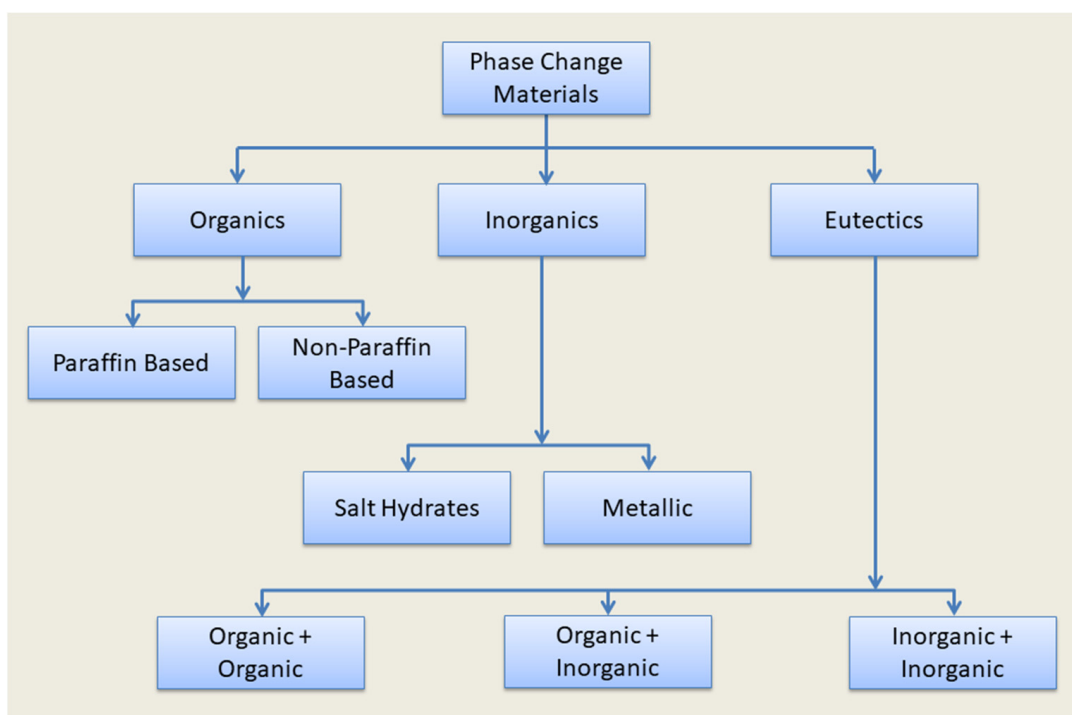 Phase Change
Materials
Organics
Inorganics
Eutectics
Paraffin Based
Non-Paraffin
Based
Salt Hydrates
Metallic
Organic +
Organic
Organic +
Inorganic
Inorganic +
Inorganic